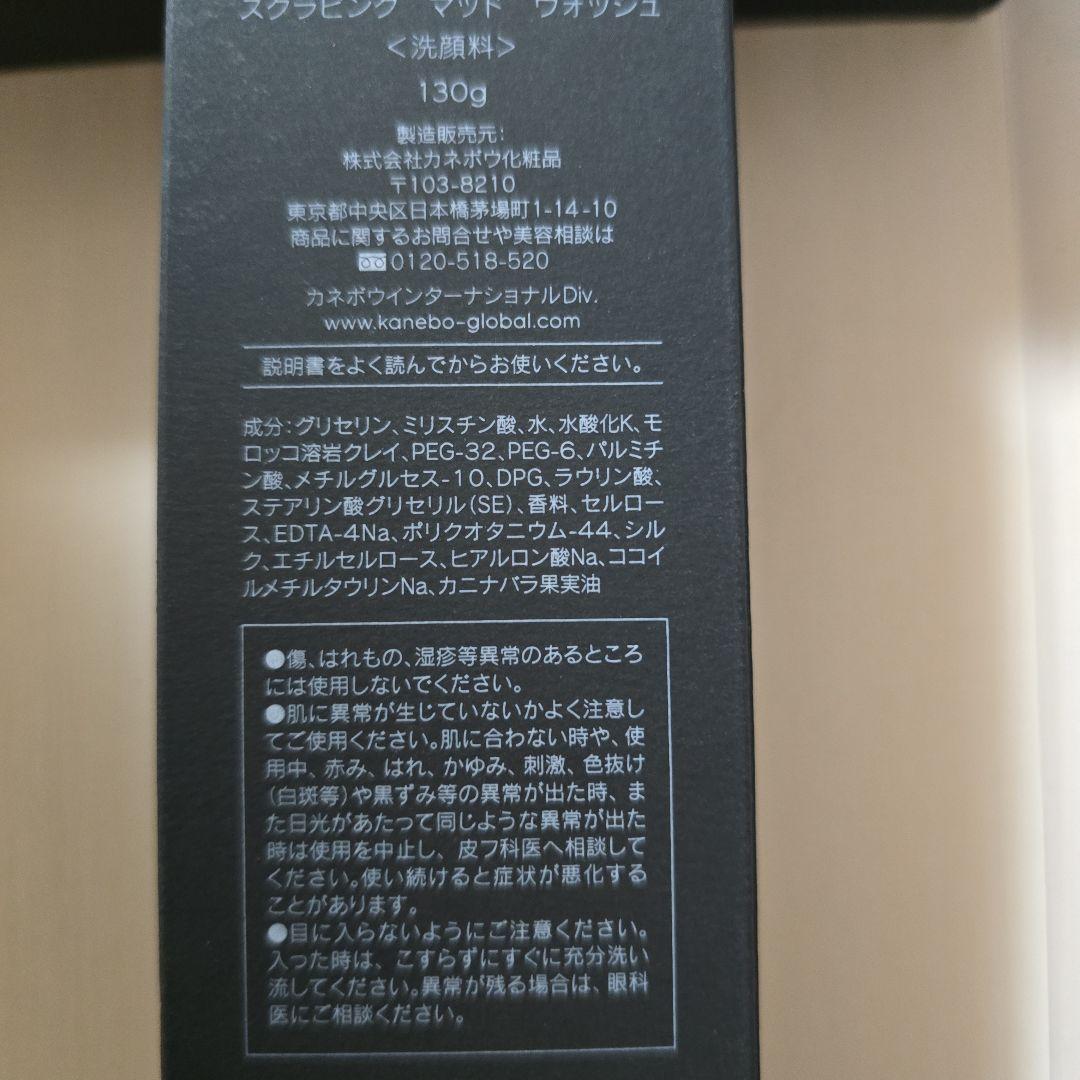 スクラビング マッド ウォッシュ
<洗顔料>
130g
製造販売元:
株式会社カネボウ化粧品
〒103-8210
東京都中央区日本橋茅場町1-14-10
商品に関するお問合せや美容相談は
0120-518-520
カネボウインターナショナルDiv.
www.kanebo-global.com
説明書をよく読んでからお使いください。
成分:グリセリン、ミリスチン酸、水、水酸化K、モ
ロッコ溶岩クレイ、PEG-32、PEG-6、パルミチ
ン酸、メチルグルセス-10、DPG、ラウリン酸、
ステアリン酸グリセリル(SE)、香料、セルロー
ス、EDTA-4Na、ポリクオタニウム-44、シル
ク、エチルセルロース、ヒアルロン酸Na、ココイ
ルメチルタウリンNa、カニナバラ果実油
●傷、はれもの、湿疹等異常のあるところ
には使用しないでください。
●肌に異常が生じていないかよく注意し
てご使用ください。肌に合わない時や、使
用中、赤み、はれ、かゆみ、刺激、色抜け
(白斑等)や黒ずみ等の異常が出た時、ま
た日光があたって同じような異常が出た
時は使用を中止し、皮フ科医へ相談して
ください。使い続けると症状が悪化する
ことがあります。
●目に入らないようにご注意ください。
入った時は、こすらずにすぐに充分洗い
流してください。異常が残る場合は、眼科
医にご相談ください。